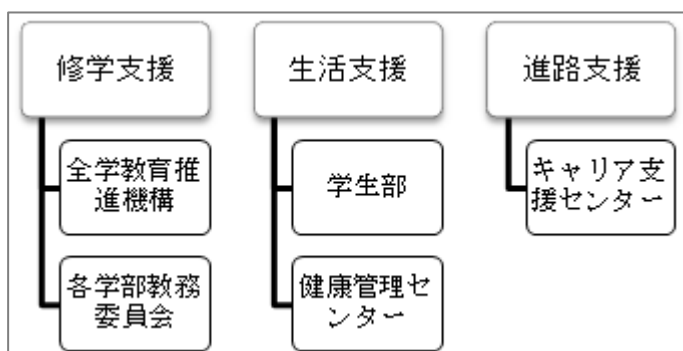 修学支援
生活支援
進路支援
全学教育推
進機構
学生部
キャリア支
援センター
各学部教務
委員会
健康管理セ
ンター